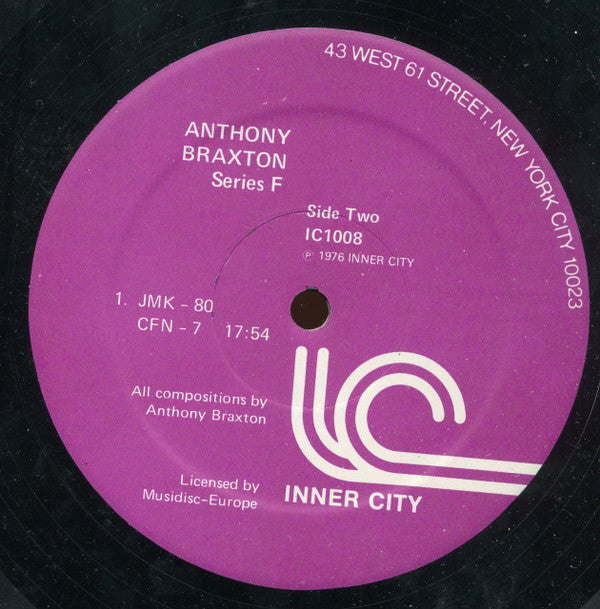 43 WEST 61 STREET, NEW YORK CITY 10023
ANTHONY
BRAXTON
Series F
Side Two
IC1008
℗ 1976 INNER CITY
1. JMK - 80
CFN - 7 17:54
All compositions by
Anthony Braxton
Licensed by
Musidisc-Europe
IC
INNER CITY